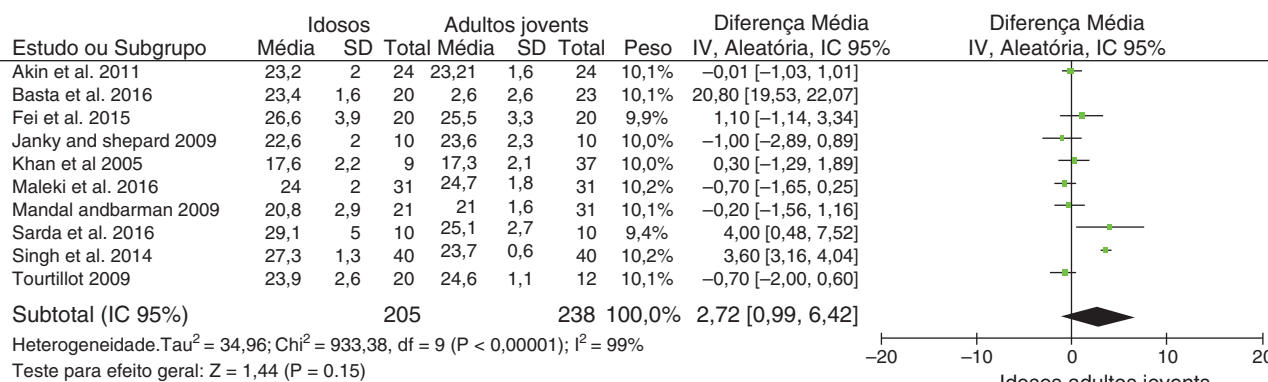 Idosos Adultos jovents Diferença Média Diferença Média
Estudo ou Subgrupo Média SD Total Média SD Total Peso IV, Aleatória, IC 95% IV, Aleatória, IC 95%
Akin et al. 2011 23,2 2 24 23,21 1,6 24 10,1% –0,01 [–1,03, 1,01]
Basta et al. 2016 23,4 1,6 20 2,6 2,6 23 10,1% 20,80 [19,53, 22,07]
Fei et al. 2015 26,6 3,9 20 25,5 3,3 20 9,9% 1,10 [–1,14, 3,34]
Janky and shepard 2009 22,6 2 10 23,6 2,3 10 10,0% –1,00 [–2,89, 0,89]
Khan et al 2005 17,6 2,2 9 17,3 2,1 37 10,0% 0,30 [–1,29, 1,89]
Maleki et al. 2016 24 2 31 24,7 1,8 31 10,2% –0,70 [–1,65, 0,25]
Mandal andbarman 2009 20,8 2,9 21 21 1,6 31 10,1% –0,20 [–1,56, 1,16]
Sarda et al. 2016 29,1 5 10 25,1 2,7 10 9,4% 4,00 [0,48, 7,52]
Singh et al. 2014 27,3 1,3 40 23,7 0,6 40 10,2% 3,60 [3,16, 4,04]
Tourtillot 2009 23,9 2,6 20 24,6 1,1 12 10,1% –0,70 [–2,00, 0,60]
Subtotal (IC 95%) 205 238 100,0% 2,72 [0,99, 6,42]
Heterogeneidade.Tau² = 34,96; Chi² = 933,38, df = 9 (P < 0,00001); I² = 99%
Teste para efeito geral: Z = 1,44 (P = 0.15)
–20 –10 0 10 20
Idosos adultos jovents